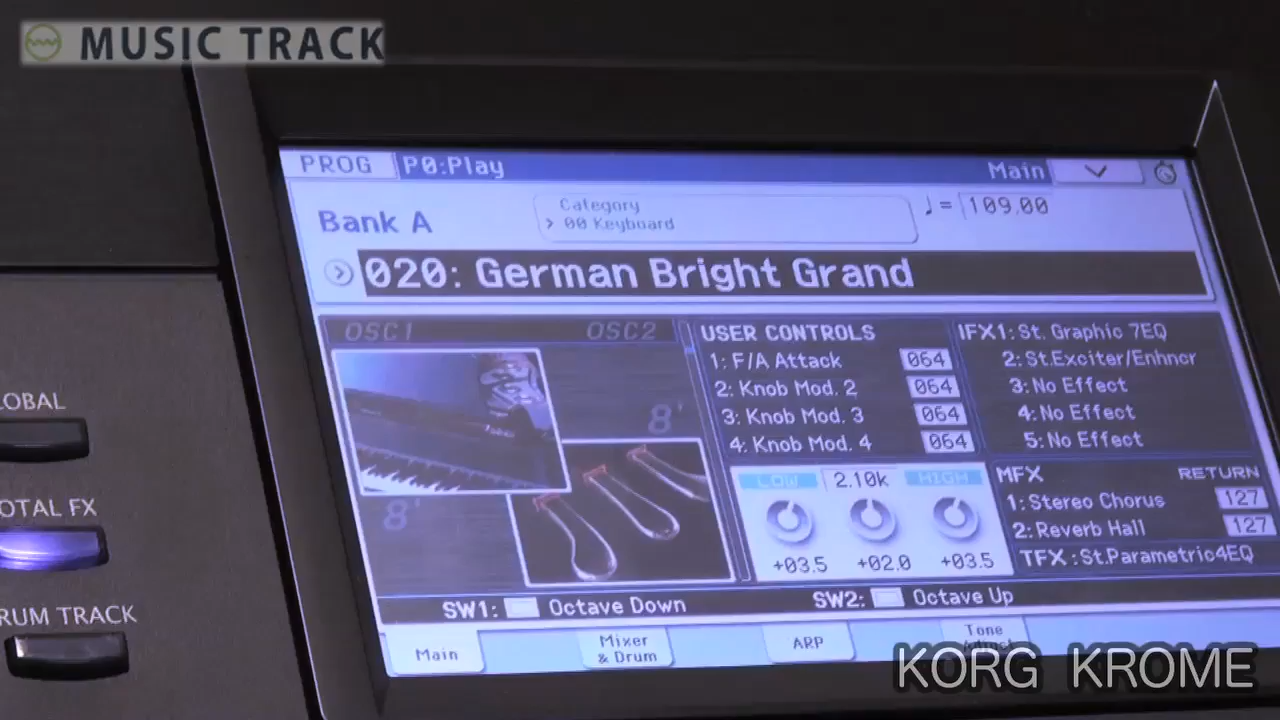 MUSIC TRACK
PROG P0:Play Main
Category
Bank A
> 00 Keyboard
♩ = 109.00
020: German Bright Grand
OSC1 OSC2
8'
8'
USER CONTROLS
1: F/A Attack 064
2: Knob Mod. 2 064
3: Knob Mod. 3 064
4: Knob Mod. 4 064
LOW 2.10k HIGH
+03.5 +02.0 +03.5
IFX1: St. Graphic 7EQ
2: St.Exciter/Enhncr
3: No Effect
4: No Effect
5: No Effect
MFX RETURN
1: Stereo Chorus 127
2: Reverb Hall 127
TFX : St.Parametric4EQ
SW1: Octave Down SW2: Octave Up
Main
Mixer
& Drum
ARP
Tone
LOBAL
OTAL FX
RUM TRACK
KORG KROME